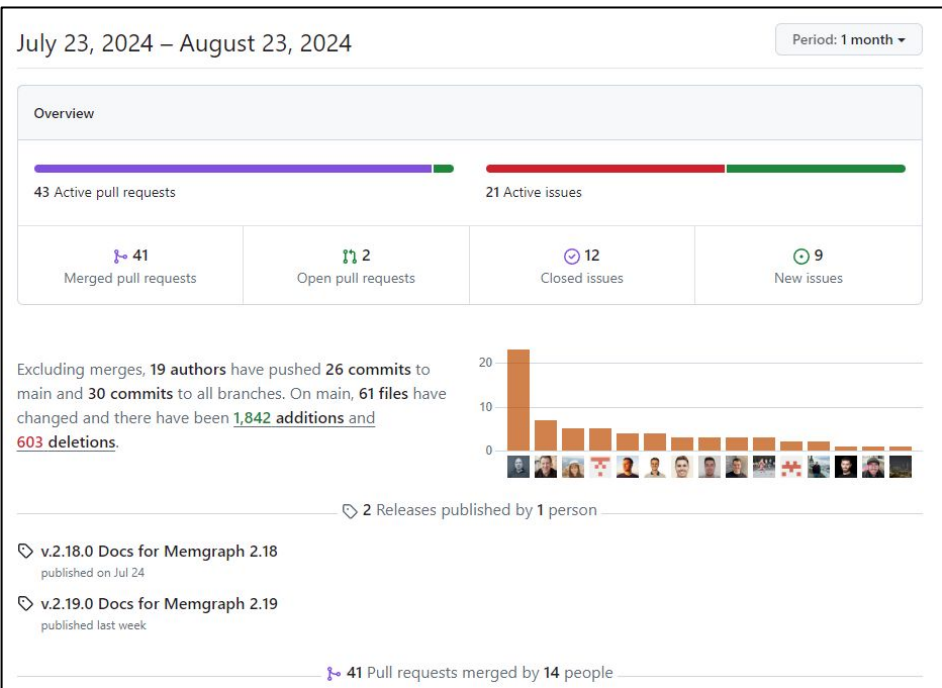 July 23, 2024 – August 23, 2024
Period: 1 month
Overview
43 Active pull requests
21 Active issues
41
Merged pull requests
2
Open pull requests
12
Closed issues
9
New issues
Excluding merges, 19 authors have pushed 26 commits to
main and 30 commits to all branches. On main, 61 files have
changed and there have been 1,842 additions and
603 deletions.
20
10
0
2 Releases published by 1 person
v.2.18.0 Docs for Memgraph 2.18
published on Jul 24
v.2.19.0 Docs for Memgraph 2.19
published last week
41 Pull requests merged by 14 people